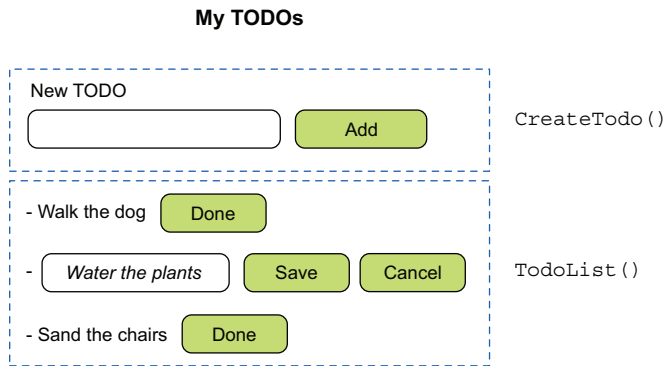 My TODOs
New TODO
Add
CreateTodo()
- Walk the dog Done
- Water the plants Save Cancel
TodoList()
- Sand the chairs Done